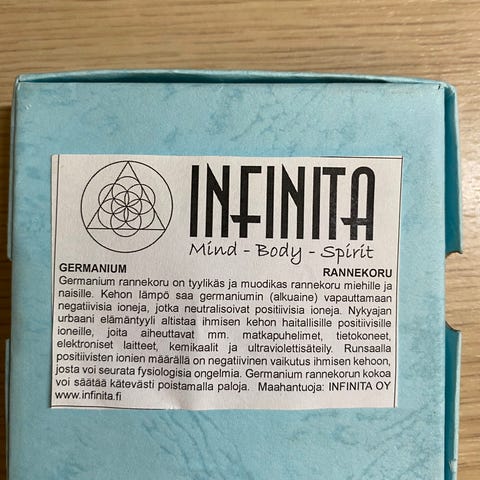 INFINITA
Mind - Body - Spirit
GERMANIUM RANNEKORU
Germanium rannekoru on tyylikäs ja muodikas rannekoru miehille ja
naisille. Kehon lämpö saa germaniumin (alkuaine) vapauttamaan
negatiivisia ioneja, jotka neutralisoivat positiivisia ioneja. Nykyajan
urbaani elämäntyyli altistaa ihmisen kehon haitallisille positiivisille
ioneille, joita aiheuttavat mm. matkapuhelimet, tietokoneet,
elektroniset laitteet, kemikaalit ja ultraviolettisäteily. Runsaalla
positiivisten ionien määrällä on negatiivinen vaikutus ihmisen kehoon,
josta voi seurata fysiologisia ongelmia. Germanium rannekorun kokoa
voi säätää kätevästi poistamalla paloja. Maahantuoja: INFINITA OY
www.infinita.fi